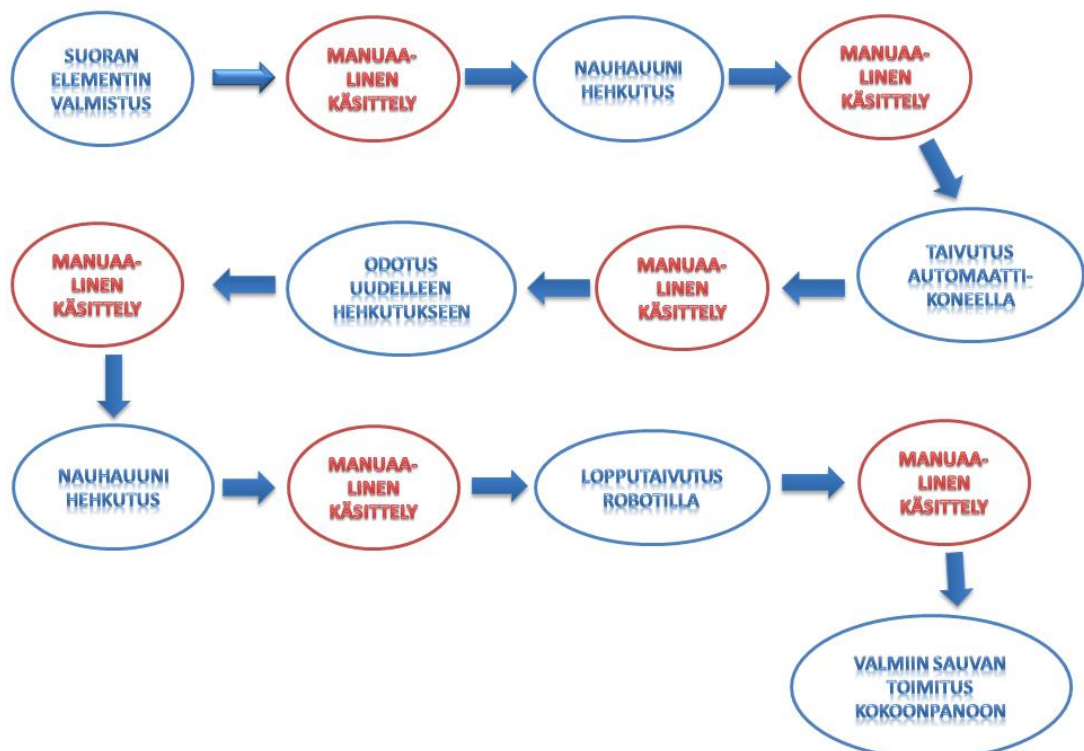 SUORAN
ELEMENTIN
VALMISTUS
MANUAA-
LINEN
KÄSITTELY
NAUHAUUNI
HEHKUTUS
MANUAA-
LINEN
KÄSITTELY
TAIVUTUS
AUTOMAATTI-
KONEELLA
MANUAA-
LINEN
KÄSITTELY
ODOTUS
UUDELLEEN
HEHKUTUKSEEN
MANUAA-
LINEN
KÄSITTELY
NAUHAUUNI
HEHKUTUS
MANUAA-
LINEN
KÄSITTELY
LOPPUTAIVUTUS
ROBOTILLA
MANUAA-
LINEN
KÄSITTELY
VALMIIN SAUVAN
TOIMITUS
KOKOONPANOON